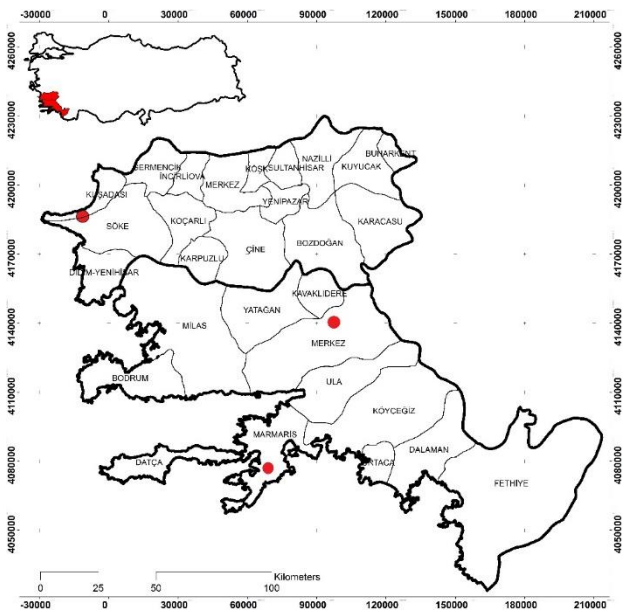 -30000 0 30000 60000 90000 120000 150000 180000 210000
4260000 4260000
4230000 4230000
4200000 4200000
4170000 4170000
4140000 4140000
4110000 4110000
4080000 4080000
4050000 4050000
BUHARKENT
NAZİLLİ
GERMENCİK KÖŞK SULTANHİSAR KUYUCAK
İNCİRLİOVA
MERKEZ
KUŞADASI
YENİPAZAR
SÖKE KOÇARLI KARACASU
ÇİNE BOZDOĞAN
KARPUZLU
DİDİM-YENİHİSAR
KAVAKLIDERE
YATAĞAN
MİLAS
MERKEZ
BODRUM ULA
KÖYCEĞİZ
MARMARİS
DALAMAN
DATÇA ORTACA
FETHİYE
Kilometers
0 25 50 100
-30000 0 30000 60000 90000 120000 150000 180000 210000